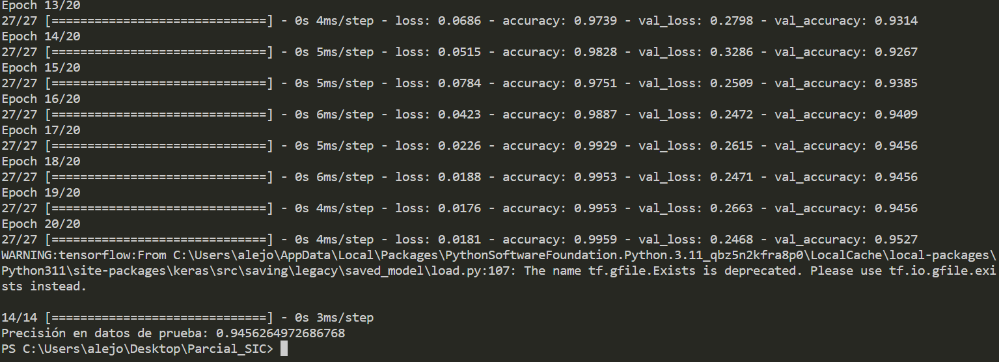 Epoch 13/20
27/27 [==============================] - 0s 4ms/step - loss: 0.0686 - accuracy: 0.9739 - val_loss: 0.2798 - val_accuracy: 0.9314
Epoch 14/20
27/27 [==============================] - 0s 5ms/step - loss: 0.0515 - accuracy: 0.9828 - val_loss: 0.3286 - val_accuracy: 0.9267
Epoch 15/20
27/27 [==============================] - 0s 5ms/step - loss: 0.0784 - accuracy: 0.9751 - val_loss: 0.2509 - val_accuracy: 0.9385
Epoch 16/20
27/27 [==============================] - 0s 6ms/step - loss: 0.0423 - accuracy: 0.9887 - val_loss: 0.2472 - val_accuracy: 0.9409
Epoch 17/20
27/27 [==============================] - 0s 5ms/step - loss: 0.0226 - accuracy: 0.9929 - val_loss: 0.2615 - val_accuracy: 0.9456
Epoch 18/20
27/27 [==============================] - 0s 6ms/step - loss: 0.0188 - accuracy: 0.9953 - val_loss: 0.2471 - val_accuracy: 0.9456
Epoch 19/20
27/27 [==============================] - 0s 4ms/step - loss: 0.0176 - accuracy: 0.9953 - val_loss: 0.2663 - val_accuracy: 0.9456
Epoch 20/20
27/27 [==============================] - 0s 4ms/step - loss: 0.0181 - accuracy: 0.9959 - val_loss: 0.2468 - val_accuracy: 0.9527
WARNING:tensorflow:From C:\Users\alejo\AppData\Local\Packages\PythonSoftwareFoundation.Python.3.11_qbz5n2kfra8p0\LocalCache\local-packages\
Python311\site-packages\keras\src\saving\legacy\saved_model\load.py:107: The name tf.gfile.Exists is deprecated. Please use tf.io.gfile.exi
sts instead.
14/14 [==============================] - 0s 3ms/step
Precisión en datos de prueba: 0.9456264972686768
PS C:\Users\alejo\Desktop\Parcial_SIC>